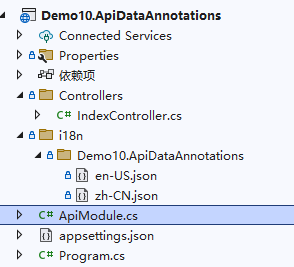 Demo10.ApiDataAnnotations
Connected Services
Properties
依赖项
Controllers
C# IndexController.cs
i18n
Demo10.ApiDataAnnotations
en-US.json
zh-CN.json
C# ApiModule.cs
appsettings.json
C# Program.cs